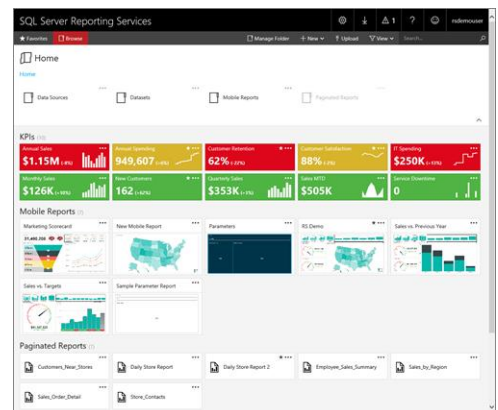 SQL Server Reporting Services
1
?
rsdemouser
Favorites
Browse
Manage Folder
+ New
Upload
View
Search...
Home
Home
Data Sources
Datasets
Mobile Reports
Paginated Reports
KPIs (10)
Annual Sales
$1.15M
Annual Spending
949,607
Customer Retention
62%
Customer Satisfaction
88%
IT Spending
$250K
Monthly Sales
$126K
New Customers
162
Quarterly Sales
$353K
Sales MTD
$505K
Service Downtime
0
Mobile Reports (7)
Marketing Scorecard
New Mobile Report
Parameters
RS Demo
Sales vs. Previous Year
Sales vs. Targets
Sample Parameter Report
Paginated Reports (7)
Customers_Near_Stores
Daily Store Report
Daily Store Report 2
Employee_Sales_Summary
Sales_by_Region
Sales_Order_Detail
Store_Contacts